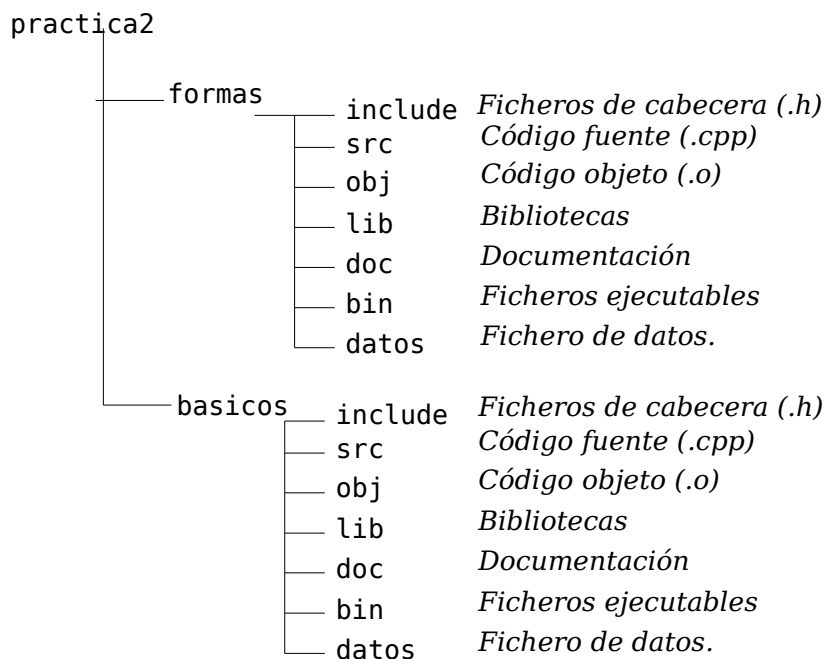 practica2
formas
include Ficheros de cabecera (.h)
src Código fuente (.cpp)
obj Código objeto (.o)
lib Bibliotecas
doc Documentación
bin Ficheros ejecutables
datos Fichero de datos.
basicos
include Ficheros de cabecera (.h)
src Código fuente (.cpp)
obj Código objeto (.o)
lib Bibliotecas
doc Documentación
bin Ficheros ejecutables
datos Fichero de datos.